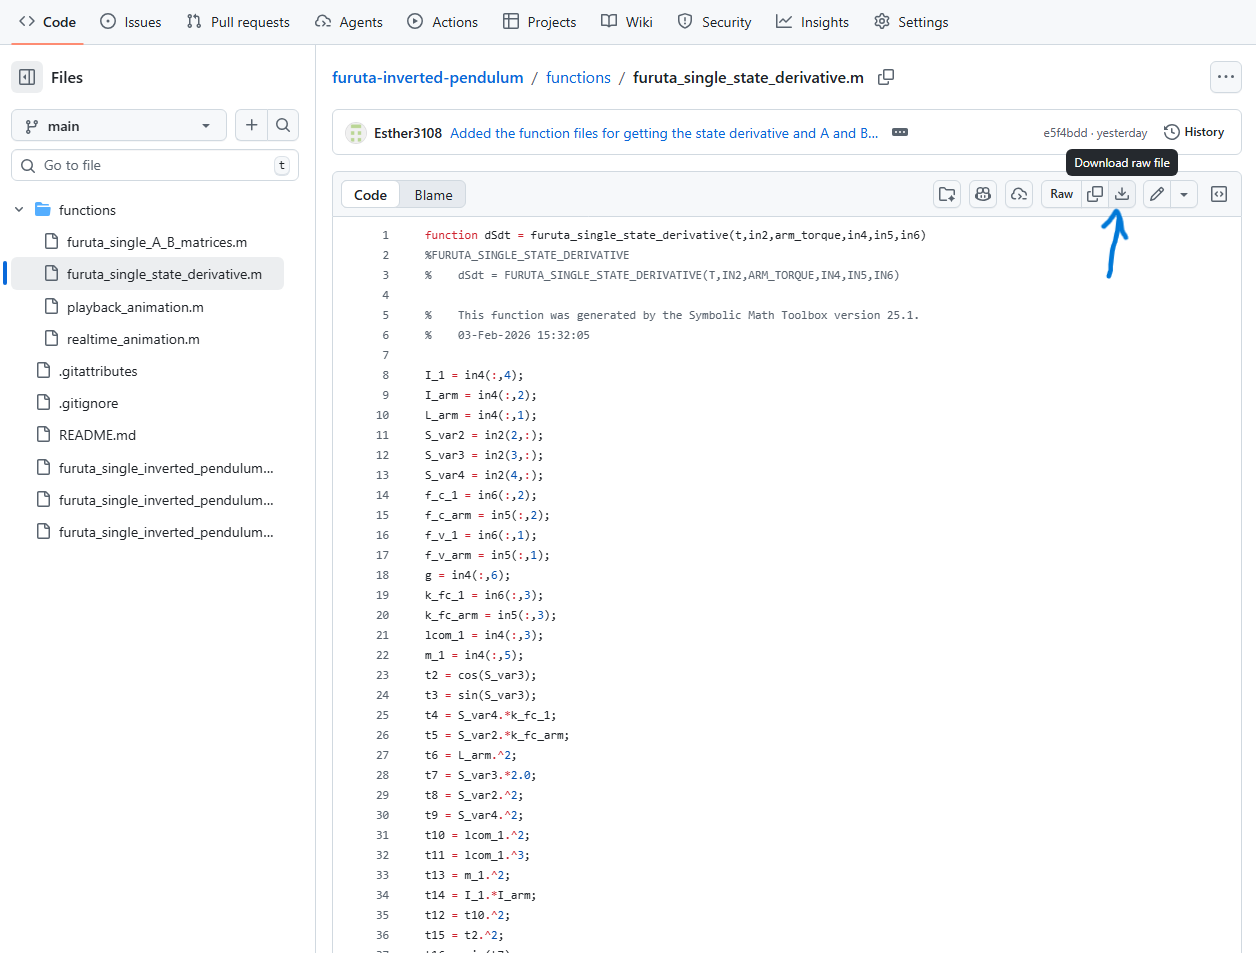 Code Issues Pull requests Agents Actions Projects Wiki Security Insights Settings
Files
main
Go to file t
functions
furuta_single_A_B_matrices.m
furuta_single_state_derivative.m
playback_animation.m
realtime_animation.m
.gitattributes
.gitignore
README.md
furuta_single_inverted_pendulum...
furuta_single_inverted_pendulum...
furuta_single_inverted_pendulum...
furuta-inverted-pendulum / functions / furuta_single_state_derivative.m
Esther3108 Added the function files for getting the state derivative and A and B... e5f4bdd · yesterday History
Download raw file
Code Blame Raw
1 function dSdt = furuta_single_state_derivative(t,in2,arm_torque,in4,in5,in6)
2 %FURUTA_SINGLE_STATE_DERIVATIVE
3 % dSdt = FURUTA_SINGLE_STATE_DERIVATIVE(T,IN2,ARM_TORQUE,IN4,IN5,IN6)
4
5 % This function was generated by the Symbolic Math Toolbox version 25.1.
6 % 03-Feb-2026 15:32:05
7
8 I_1 = in4(:,4);
9 I_arm = in4(:,2);
10 L_arm = in4(:,1);
11 S_var2 = in2(2,:);
12 S_var3 = in2(3,:);
13 S_var4 = in2(4,:);
14 f_c_1 = in6(:,2);
15 f_c_arm = in5(:,2);
16 f_v_1 = in6(:,1);
17 f_v_arm = in5(:,1);
18 g = in4(:,6);
19 k_fc_1 = in6(:,3);
20 k_fc_arm = in5(:,3);
21 lcom_1 = in4(:,3);
22 m_1 = in4(:,5);
23 t2 = cos(S_var3);
24 t3 = sin(S_var3);
25 t4 = S_var4.*k_fc_1;
26 t5 = S_var2.*k_fc_arm;
27 t6 = L_arm.^2;
28 t7 = S_var3.*2.0;
29 t8 = S_var2.^2;
30 t9 = S_var4.^2;
31 t10 = lcom_1.^2;
32 t11 = lcom_1.^3;
33 t13 = m_1.^2;
34 t14 = I_1.*I_arm;
35 t12 = t10.^2;
36 t15 = t2.^2;